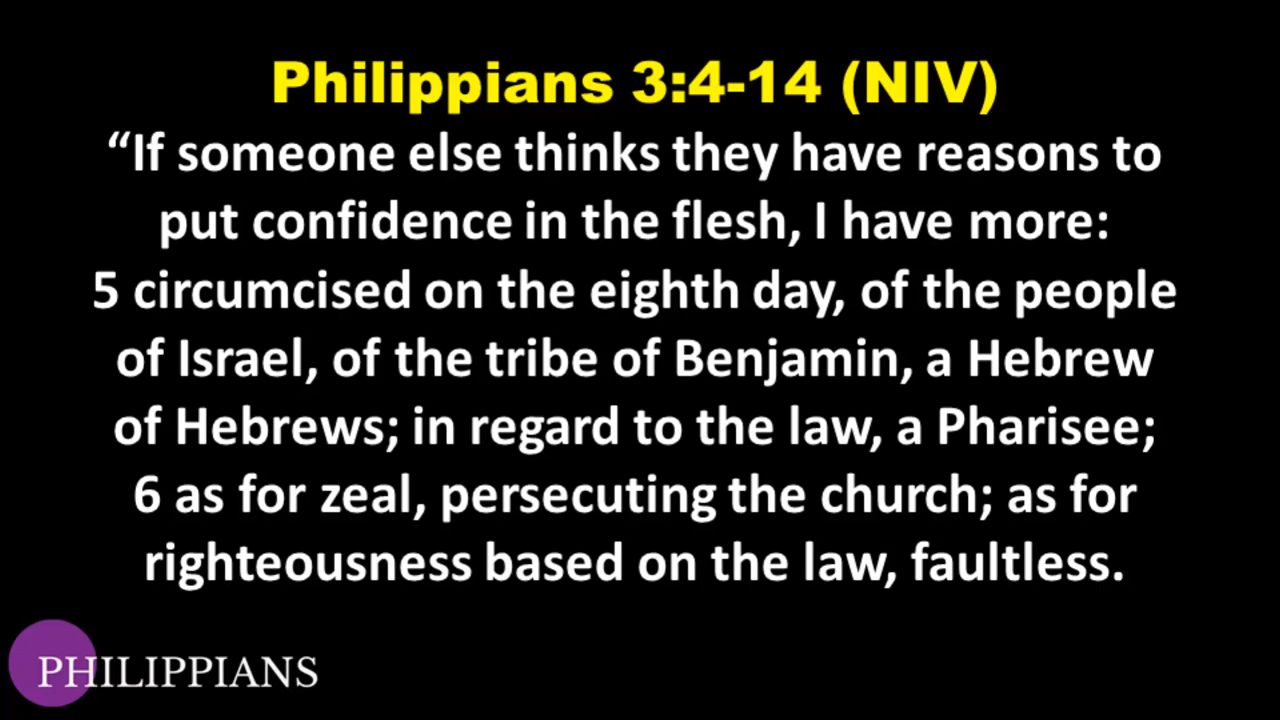 Philippians 3:4-14 (NIV)
“If someone else thinks they have reasons to
put confidence in the flesh, I have more:
5 circumcised on the eighth day, of the people
of Israel, of the tribe of Benjamin, a Hebrew
of Hebrews; in regard to the law, a Pharisee;
6 as for zeal, persecuting the church; as for
righteousness based on the law, faultless.
PHILIPPIANS